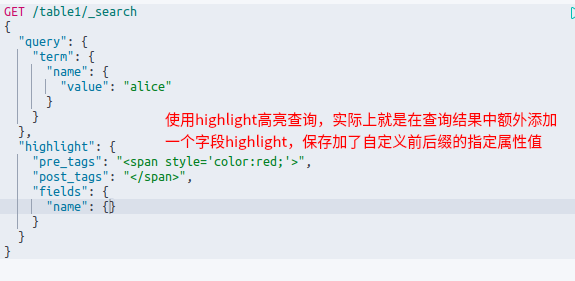 GET /table1/_search
{
"query": {
"term": {
"name": {
"value": "alice"
}
}
},
使用highlight高亮查询，实际上就是在查询结果中额外添加
一个字段highlight，保存加了自定义前后缀的指定属性值
"highlight": {
"pre_tags": "<span style='color:red;'>",
"post_tags": "</span>",
"fields": {
"name": {}
}
}
}